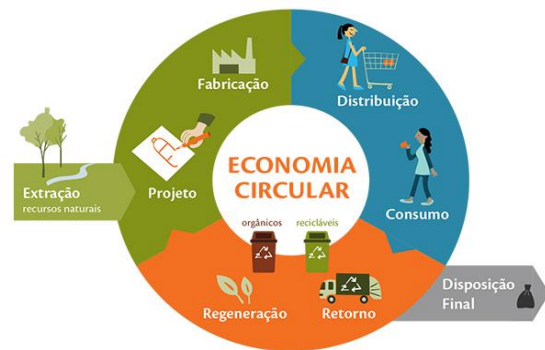 Fabricação
Distribuição
Extração
recursos naturais
Projeto
ECONOMIA
CIRCULAR
Consumo
orgânicos
recicláveis
Regeneração
Retorno
Disposição
Final